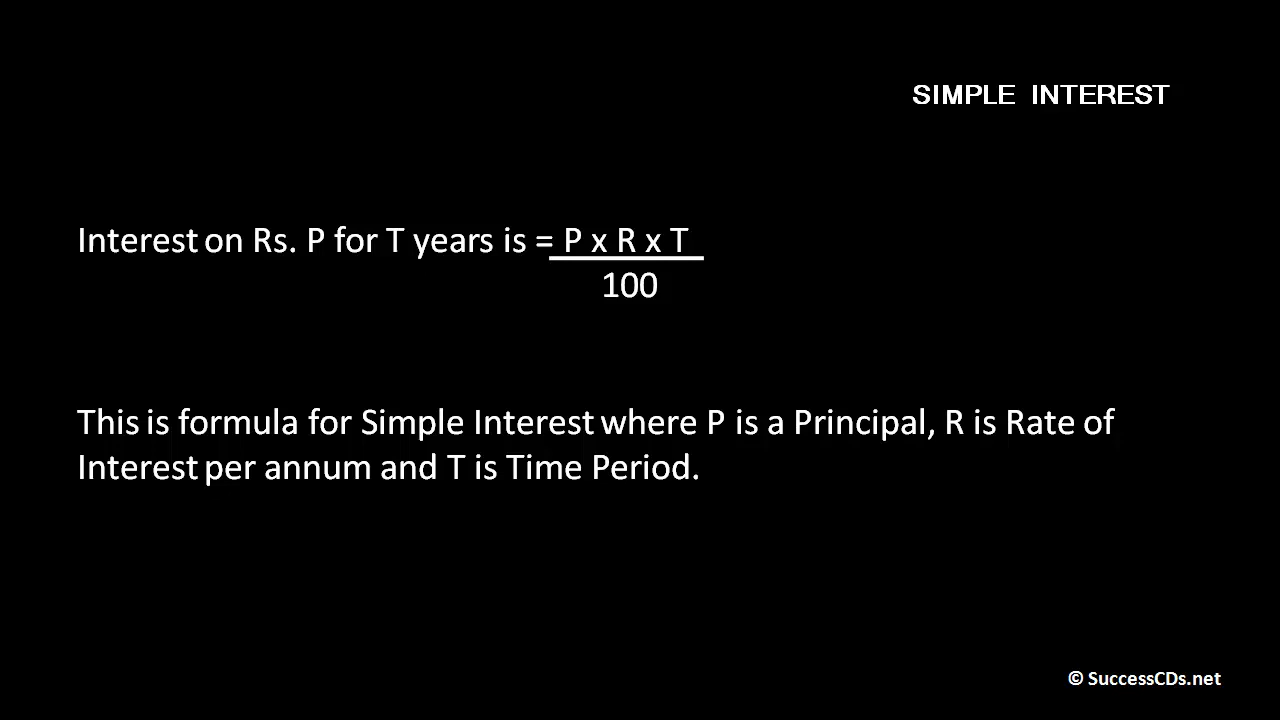 SIMPLE INTEREST
Interest on Rs. P for T years is = P x R x T
100
This is formula for Simple Interest where P is a Principal, R is Rate of
Interest per annum and T is Time Period.
© SuccessCDs.net